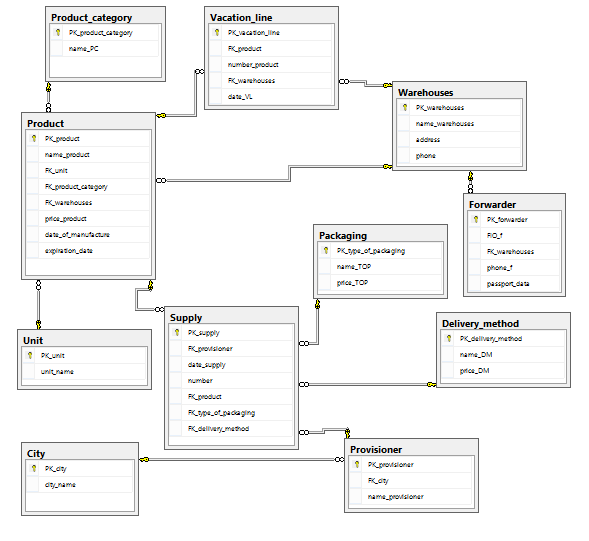 Product_category
PK_product_category
name_PC
Vacation_line
PK_vacation_line
FK_product
number_product
FK_warehouses
date_VL
Warehouses
PK_warehouses
name_warehouses
address
phone
Product
PK_product
name_product
FK_unit
FK_product_category
FK_warehouses
price_product
date_of_manufacture
expiration_date
Forwarder
PK_forwarder
FIO_f
FK_warehouses
phone_f
passport_data
Packaging
PK_type_of_packaging
name_TOP
price_TOP
Supply
PK_supply
FK_provisioner
date_supply
number
FK_product
FK_type_of_packaging
FK_delivery_method
Delivery_method
PK_delivery_method
name_DM
price_DM
Unit
PK_unit
unit_name
City
PK_city
city_name
Provisioner
PK_provisioner
FK_city
name_provisioner